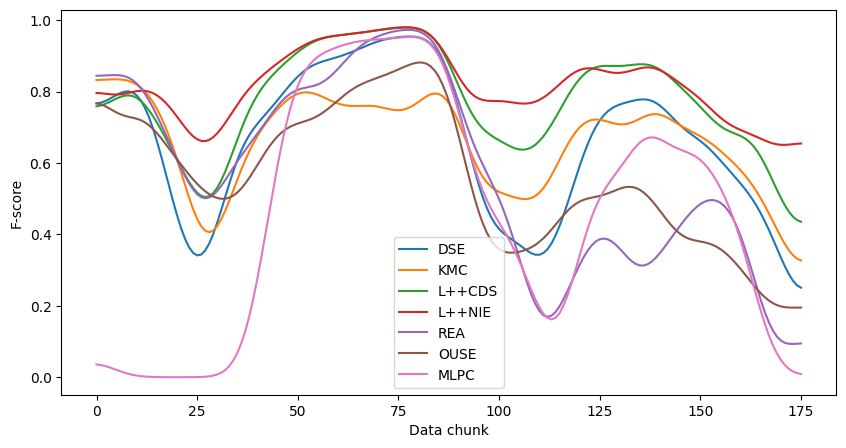 1.0
0.8
0.6
0.4
0.2
0.0
F-score
0 25 50 75 100 125 150 175
Data chunk
DSE
KMC
L++CDS
L++NIE
REA
OUSE
MLPC